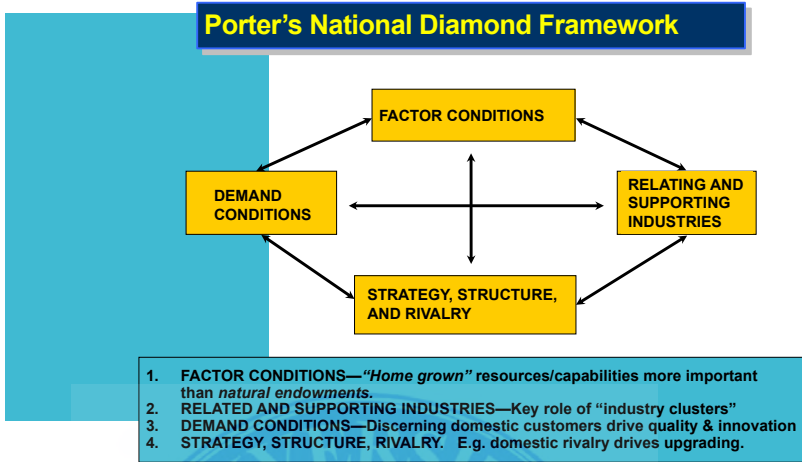 Porter’s National Diamond Framework
FACTOR CONDITIONS
DEMAND
CONDITIONS
RELATING AND
SUPPORTING
INDUSTRIES
STRATEGY, STRUCTURE,
AND RIVALRY
1. FACTOR CONDITIONS—“Home grown” resources/capabilities more important
than natural endowments.
2. RELATED AND SUPPORTING INDUSTRIES—Key role of “industry clusters”
3. DEMAND CONDITIONS—Discerning domestic customers drive quality & innovation
4. STRATEGY, STRUCTURE, RIVALRY. E.g. domestic rivalry drives upgrading.